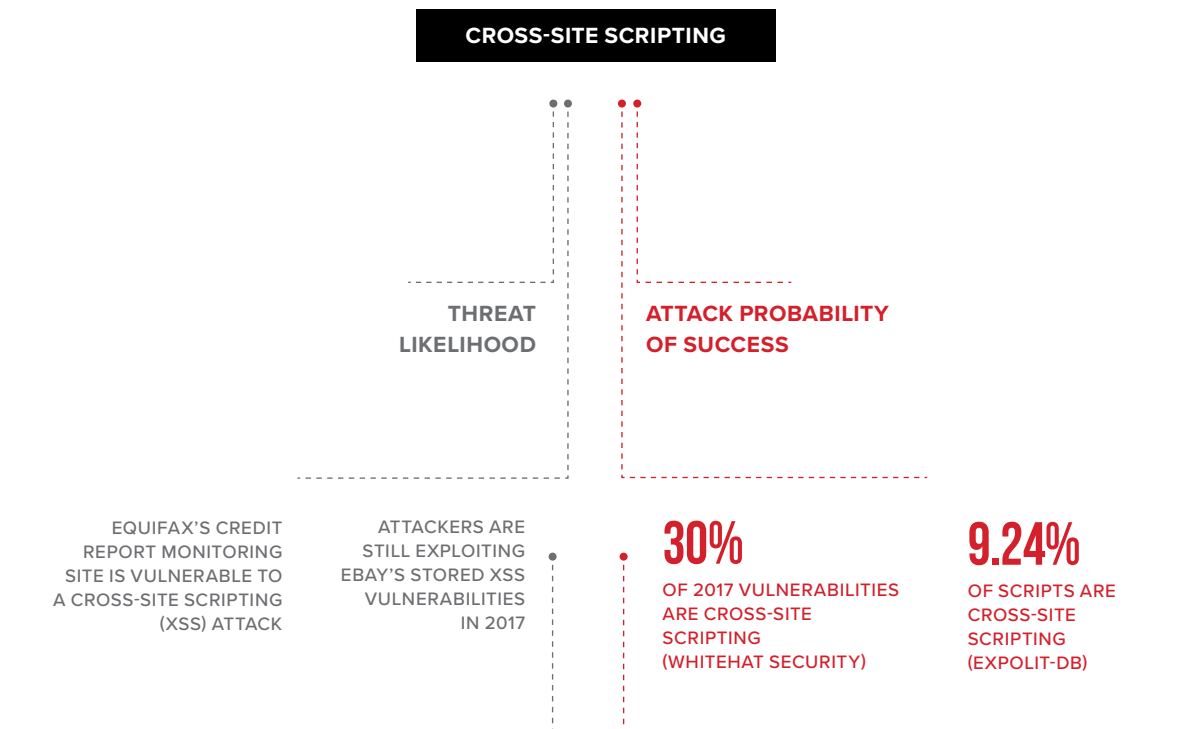 CROSS-SITE SCRIPTING
THREAT
LIKELIHOOD
ATTACK PROBABILITY
OF SUCCESS
EQUIFAX’S CREDIT
REPORT MONITORING
SITE IS VULNERABLE TO
A CROSS-SITE SCRIPTING
(XSS) ATTACK
ATTACKERS ARE
STILL EXPLOITING
EBAY’S STORED XSS
VULNERABILITIES
IN 2017
30%
OF 2017 VULNERABILITIES
ARE CROSS-SITE
SCRIPTING
(WHITEHAT SECURITY)
9.24%
OF SCRIPTS ARE
CROSS-SITE
SCRIPTING
(EXPOLIT-DB)